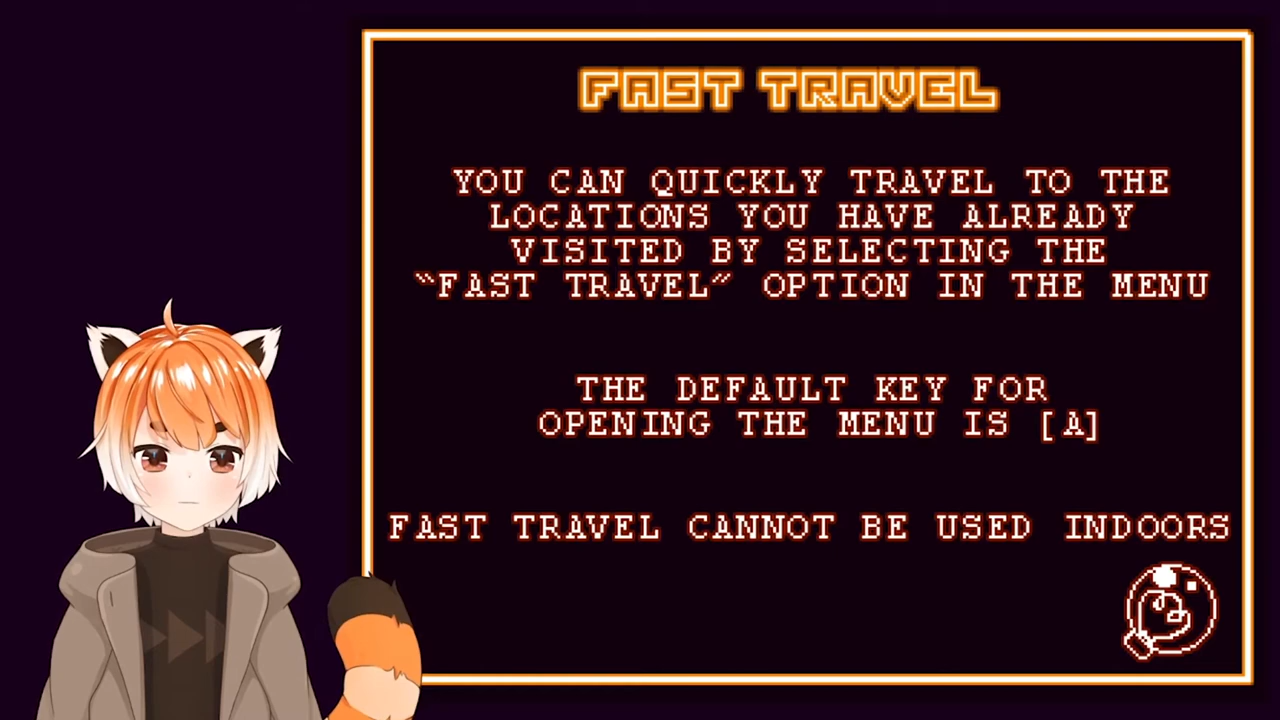 FAST TRAVEL
YOU CAN QUICKLY TRAVEL TO THE
LOCATIONS YOU HAVE ALREADY
VISITED BY SELECTING THE
“FAST TRAVEL” OPTION IN THE MENU
THE DEFAULT KEY FOR
OPENING THE MENU IS [A]
FAST TRAVEL CANNOT BE USED INDOORS